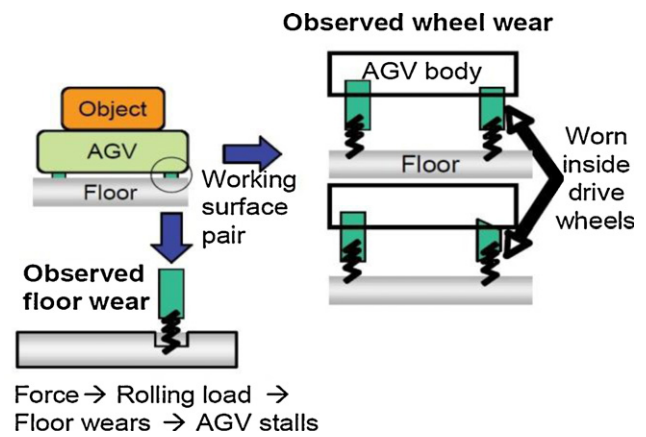 Observed wheel wear
AGV body
Object
AGV
Floor
Floor
Working
surface
pair
Worn
inside
drive
wheels
Observed
floor wear
Force → Rolling load →
Floor wears → AGV stalls